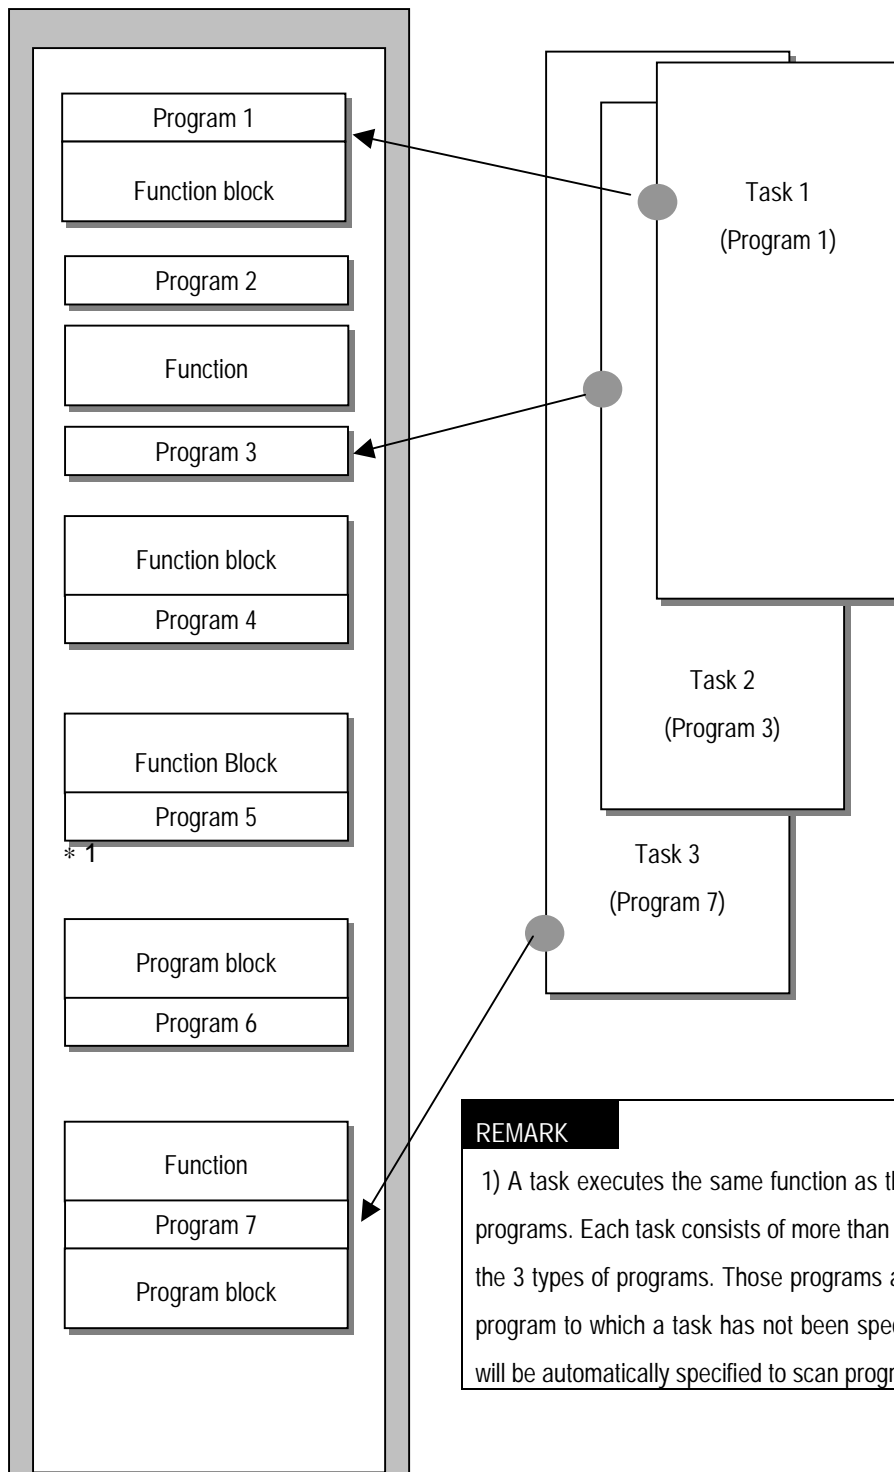 Program 1
Function block
Program 2
Function
Program 3
Function block
Program 4
Function Block
Program 5
* 1
Program block
Program 6
Function
Program 7
Program block
Task 1
(Program 1)
Task 2
(Program 3)
Task 3
(Program 7)
REMARK
1) A task executes the same function as
programs. Each task consists of more than
the 3 types of programs. Those programs
program to which a task has not been
will be automatically specified to scan